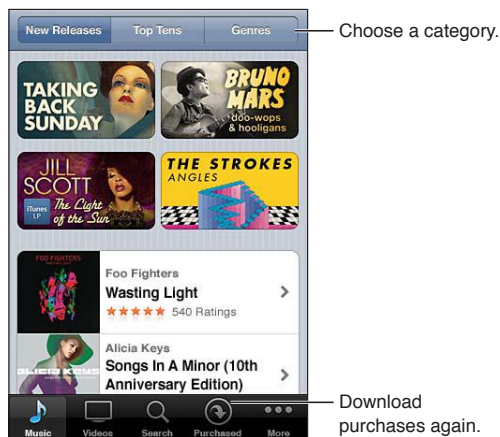 New Releases Top Tens Genres
Choose a category.
TAKING
BACK
SUNDAY
BRUNO
MARS
doo-wops
& hooligans
JILL
SCOTT
iTunes
LP
The Light
of the Sun
THE STROKES
ANGLES
FOO FIGHTERS
Foo Fighters
Wasting Light
540 Ratings
ALICIA KEYS
Alicia Keys
Songs In A Minor (10th
Anniversary Edition)
Music Videos Search Purchased More
Download
purchases again.